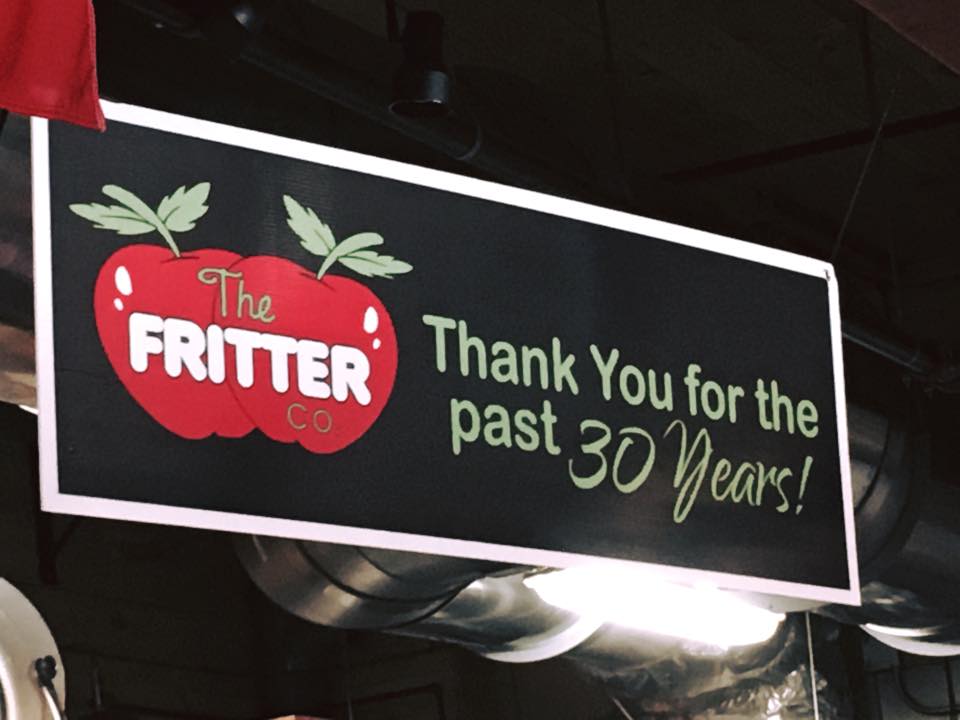 The
FRITTER
CO.
Thank You for the
past 30 Years!